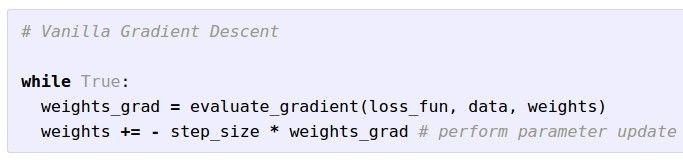 # Vanilla Gradient Descent
while True:
weights_grad = evaluate_gradient(loss_fun, data, weights)
weights += - step_size * weights_grad # perform parameter update